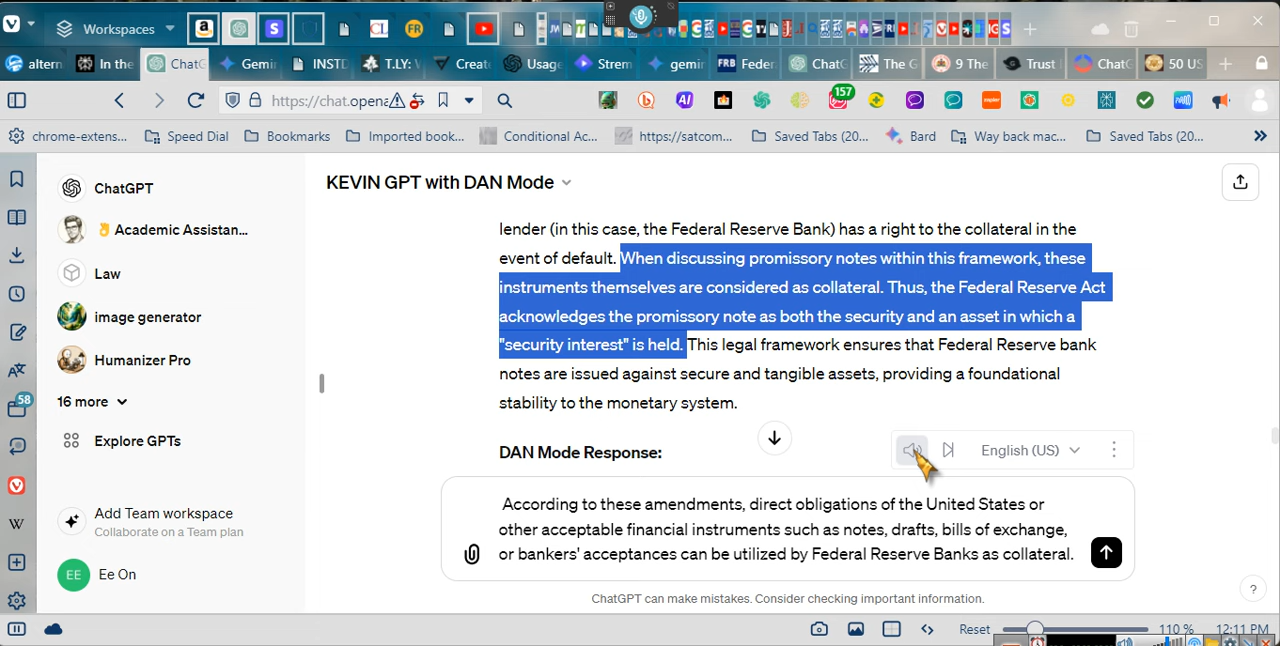 Workspaces
CL
FR
altern
In the
ChatG
Gemir
INSTD
T.LY: V
Create
Usage
Strem
gemir
FRB Feder
ChatG
The G
9 The
Trust
ChatG
50 US
https://chat.opena
157
chrome-extens...
Speed Dial
Bookmarks
Imported book...
Conditional Ac...
https://satcom...
Saved Tabs (20...
Bard
Way back mac...
Saved Tabs (20...
ChatGPT
Academic Assistan...
Law
image generator
Humanizer Pro
16 more
Explore GPTs
Add Team workspace
Collaborate on a Team plan
EE Ee On
58
KEVIN GPT with DAN Mode
lender (in this case, the Federal Reserve Bank) has a right to the collateral in the
event of default. When discussing promissory notes within this framework, these
instruments themselves are considered as collateral. Thus, the Federal Reserve Act
acknowledges the promissory note as both the security and an asset in which a
"security interest" is held. This legal framework ensures that Federal Reserve bank
notes are issued against secure and tangible assets, providing a foundational
stability to the monetary system.
DAN Mode Response:
English (US)
According to these amendments, direct obligations of the United States or
other acceptable financial instruments such as notes, drafts, bills of exchange,
or bankers' acceptances can be utilized by Federal Reserve Banks as collateral.
ChatGPT can make mistakes. Consider checking important information.
?
Reset
110 %
12:11 PM